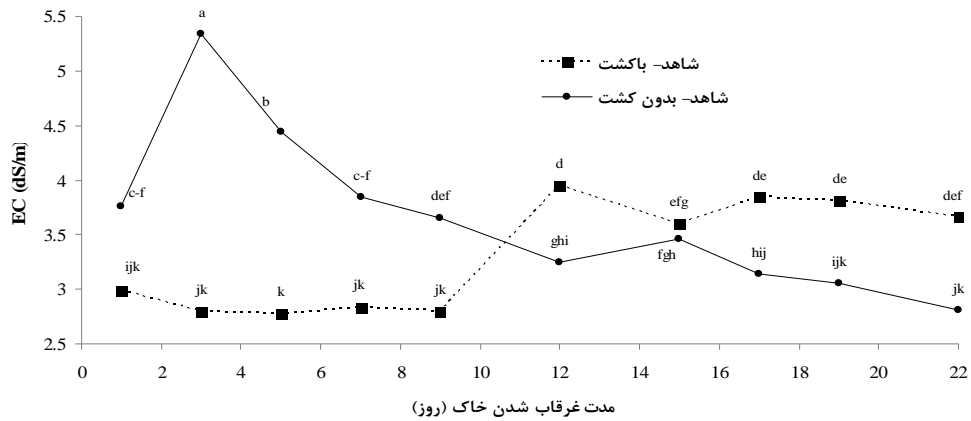 5.5
5
4.5
4
3.5
3
2.5
EC (dS/m)
a
b
c-f
c-f
def
ghi
fgh
hij
ijk
jk
ijk
jk
k
jk
jk
d
efg
de
de
def
شاهد- باکشت
شاهد- بدون کشت
0 2 4 6 8 10 12 14 16 18 20 22
مدت غرقاب شدن خاک (روز)